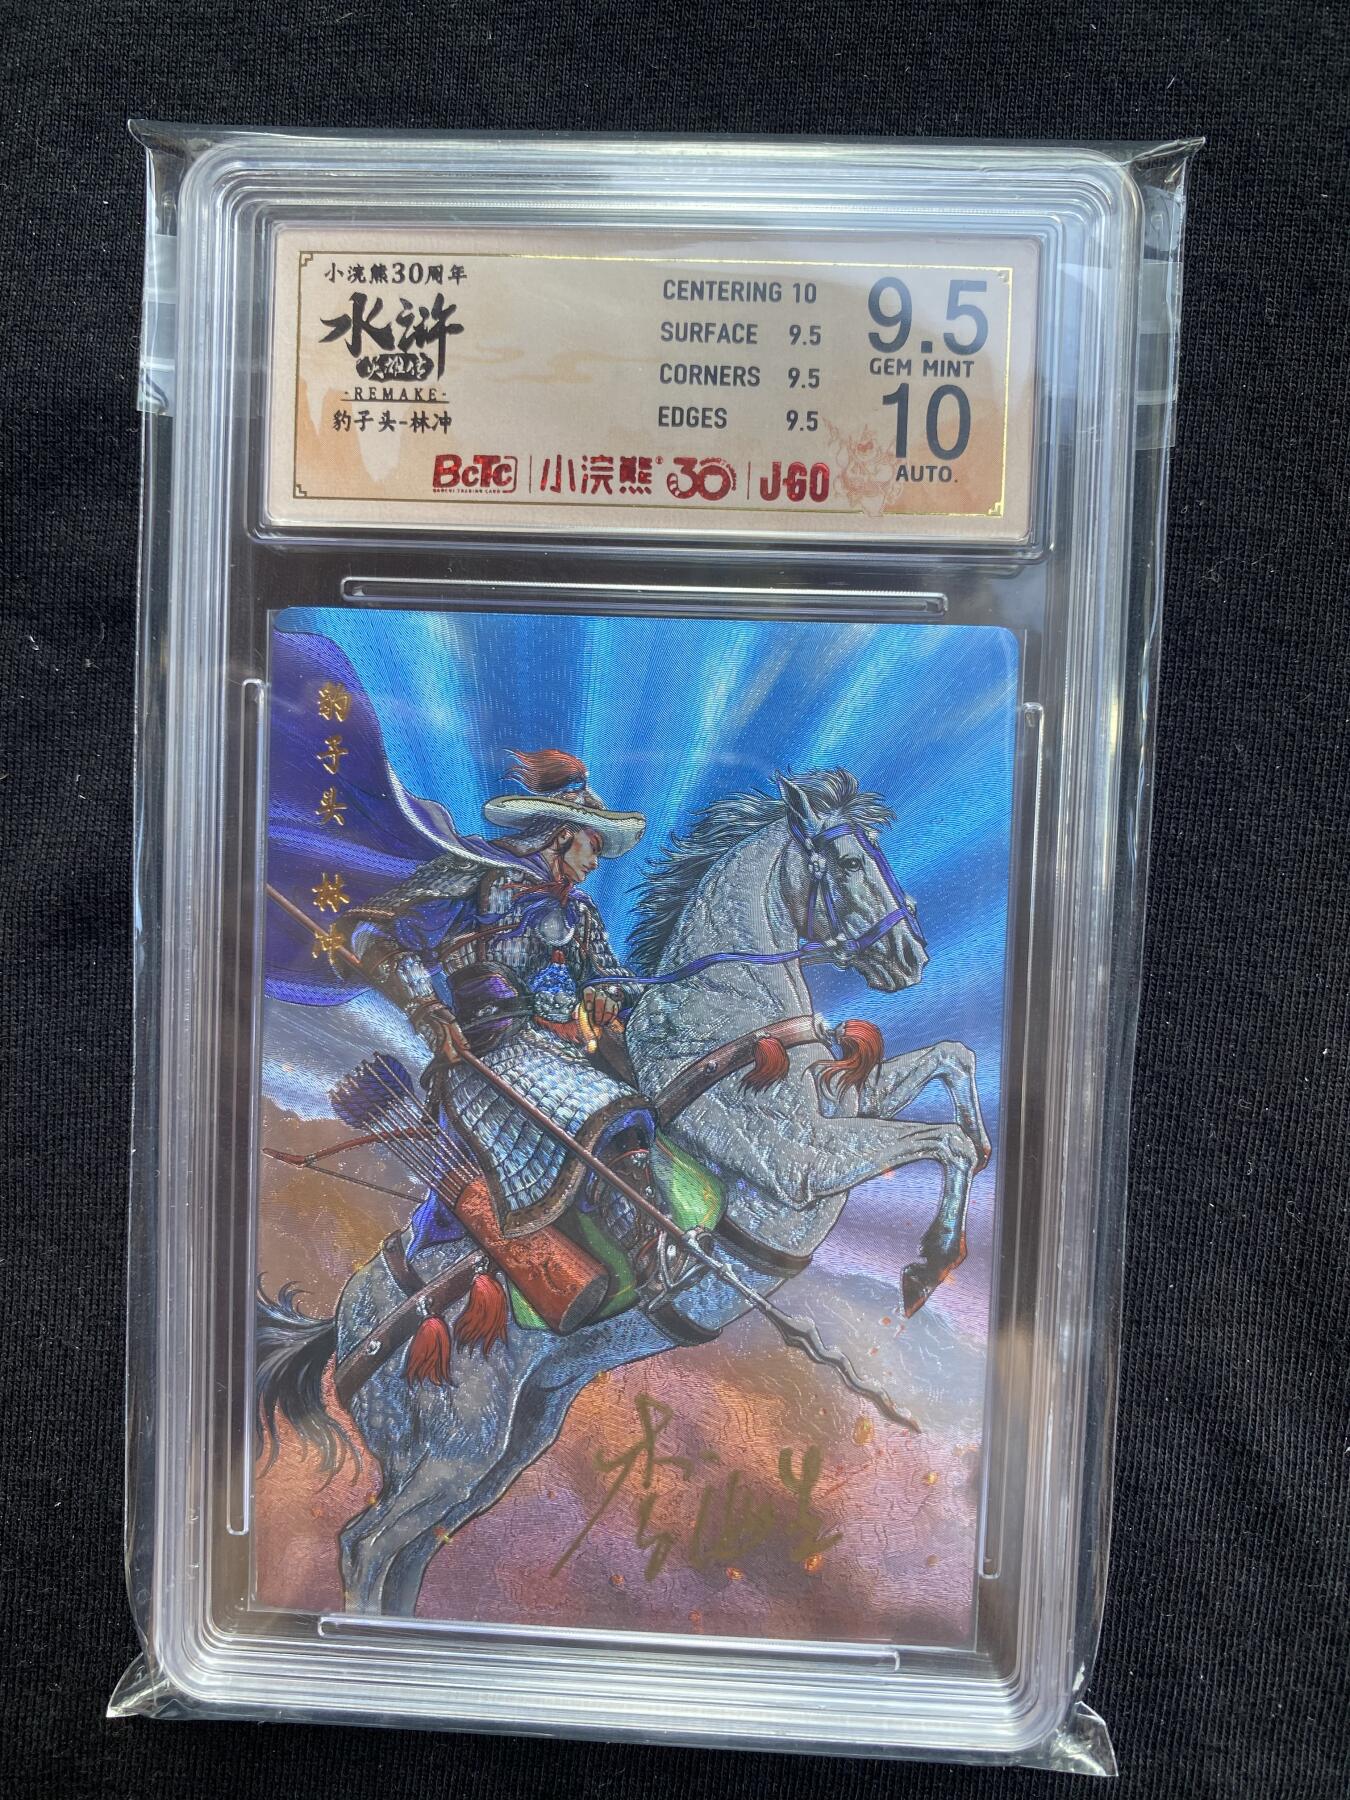 小浣熊30周年
水浒
英雄传
-REMAKE-
豹子头-林冲
CENTERING 10
SURFACE 9.5
CORNERS 9.5
EDGES 9.5
9.5
GEM MINT
10
AUTO.
BCTC 小浣熊 30 J-GO
豹子头 林冲